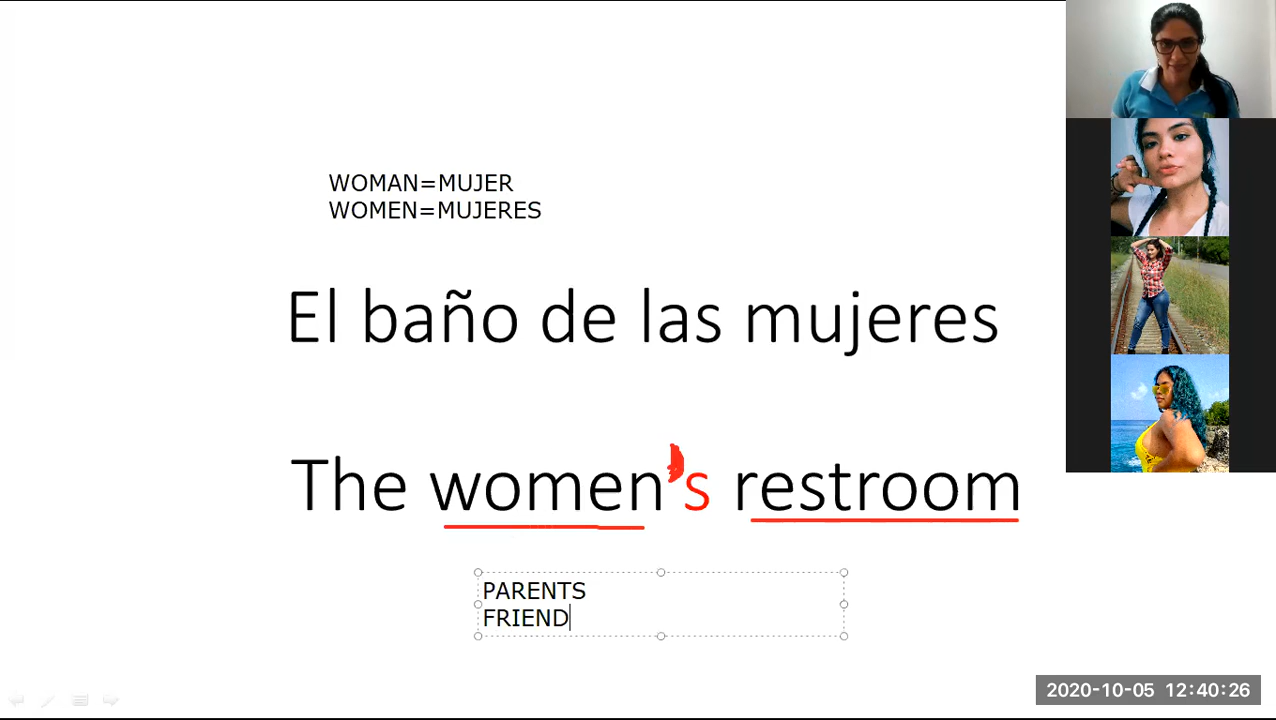 WOMAN=MUJER
WOMEN=MUJERES
El baño de las mujeres
The women's restroom
PARENTS
FRIEND
2020-10-05 12:40:26